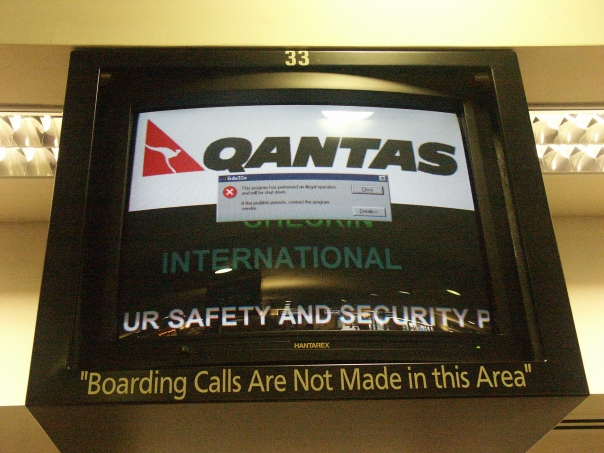 33
QANTAS
Gds32a
This program has performed an illegal operation
and will be shut down.
If the problem persists, contact the program
vendor.
Close
Details>>
CHECKIN
INTERNATIONAL
UR SAFETY AND SECURITY P
HANTAREX
"Boarding Calls Are Not Made in this Area"